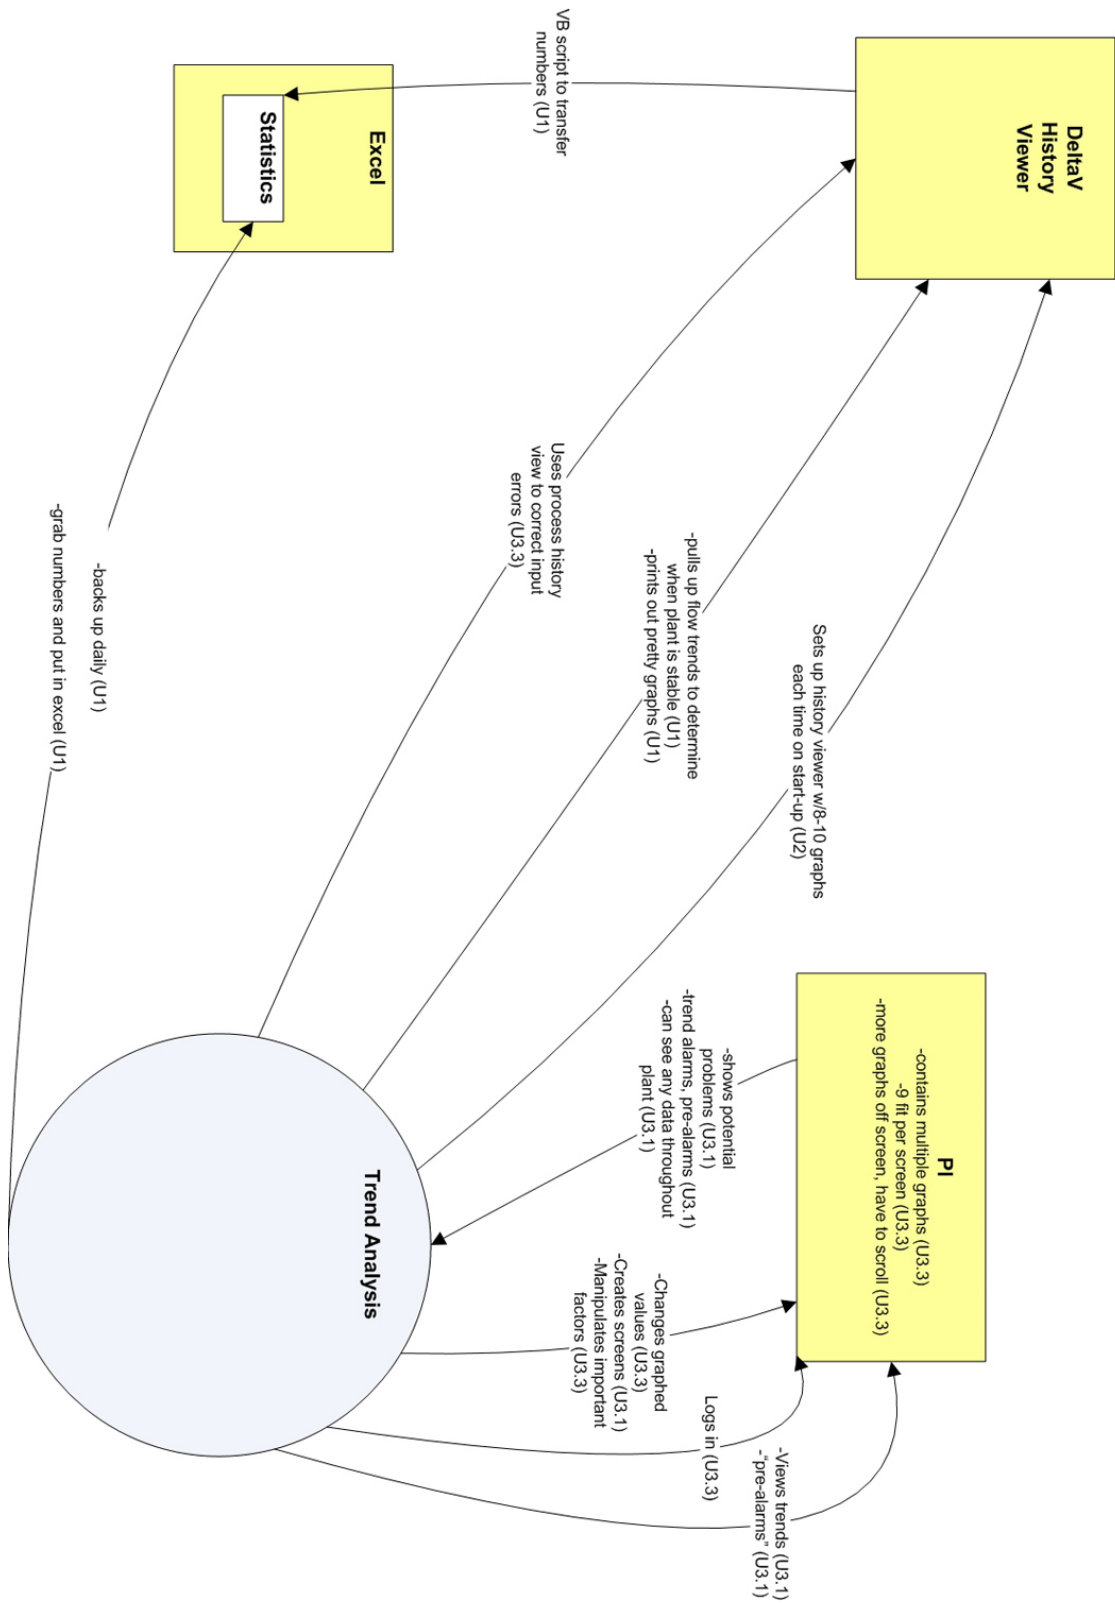 DeltaV
History
Viewer
VB script to transfer
numbers (U1)
Excel
Statistics
Uses process history
view to correct input
errors (U3.3)
-pulls up flow trends to determine
when plant is stable (U1)
-prints out pretty graphs (U1)
Sets up history viewer w/8-10 graphs
each time on start-up (U2)
-backs up daily (U1)
-grab numbers and put in excel (U1)
PI
-contains multiple graphs (U3.3)
-9 fit per screen (U3.3)
-more graphs off screen, have to scroll (U3.3)
-shows potential
problems (U3.1)
-trend alarms, pre-alarms (U3.1)
-can see any data throughout
plant (U3.1)
Trend Analysis
-Changes graphed
values (U3.3)
-Creates screens (U3.1)
-Manipulates important
factors (U3.3)
Logs in (U3.3)
-Views trends (U3.1)
-“pre-alarms” (U3.1)